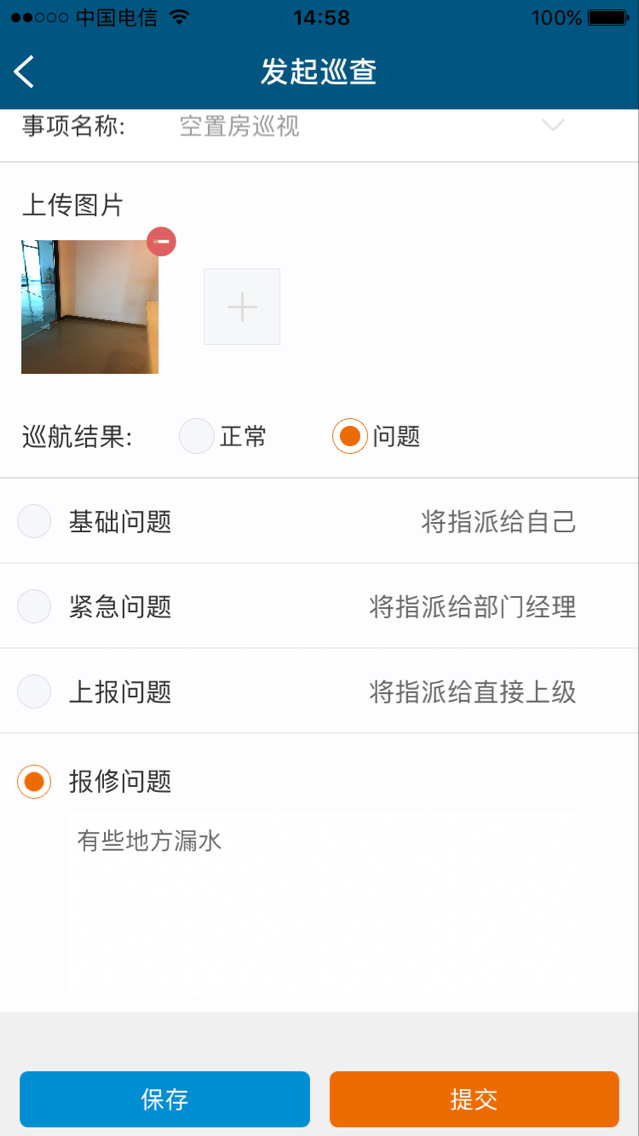 中国电信 14:58 100%
发起巡查
事项名称: 空置房巡视
上传图片
巡航结果: 正常 问题
基础问题 将指派给自己
紧急问题 将指派给部门经理
上报问题 将指派给直接上级
报修问题
有些地方漏水
保存 提交